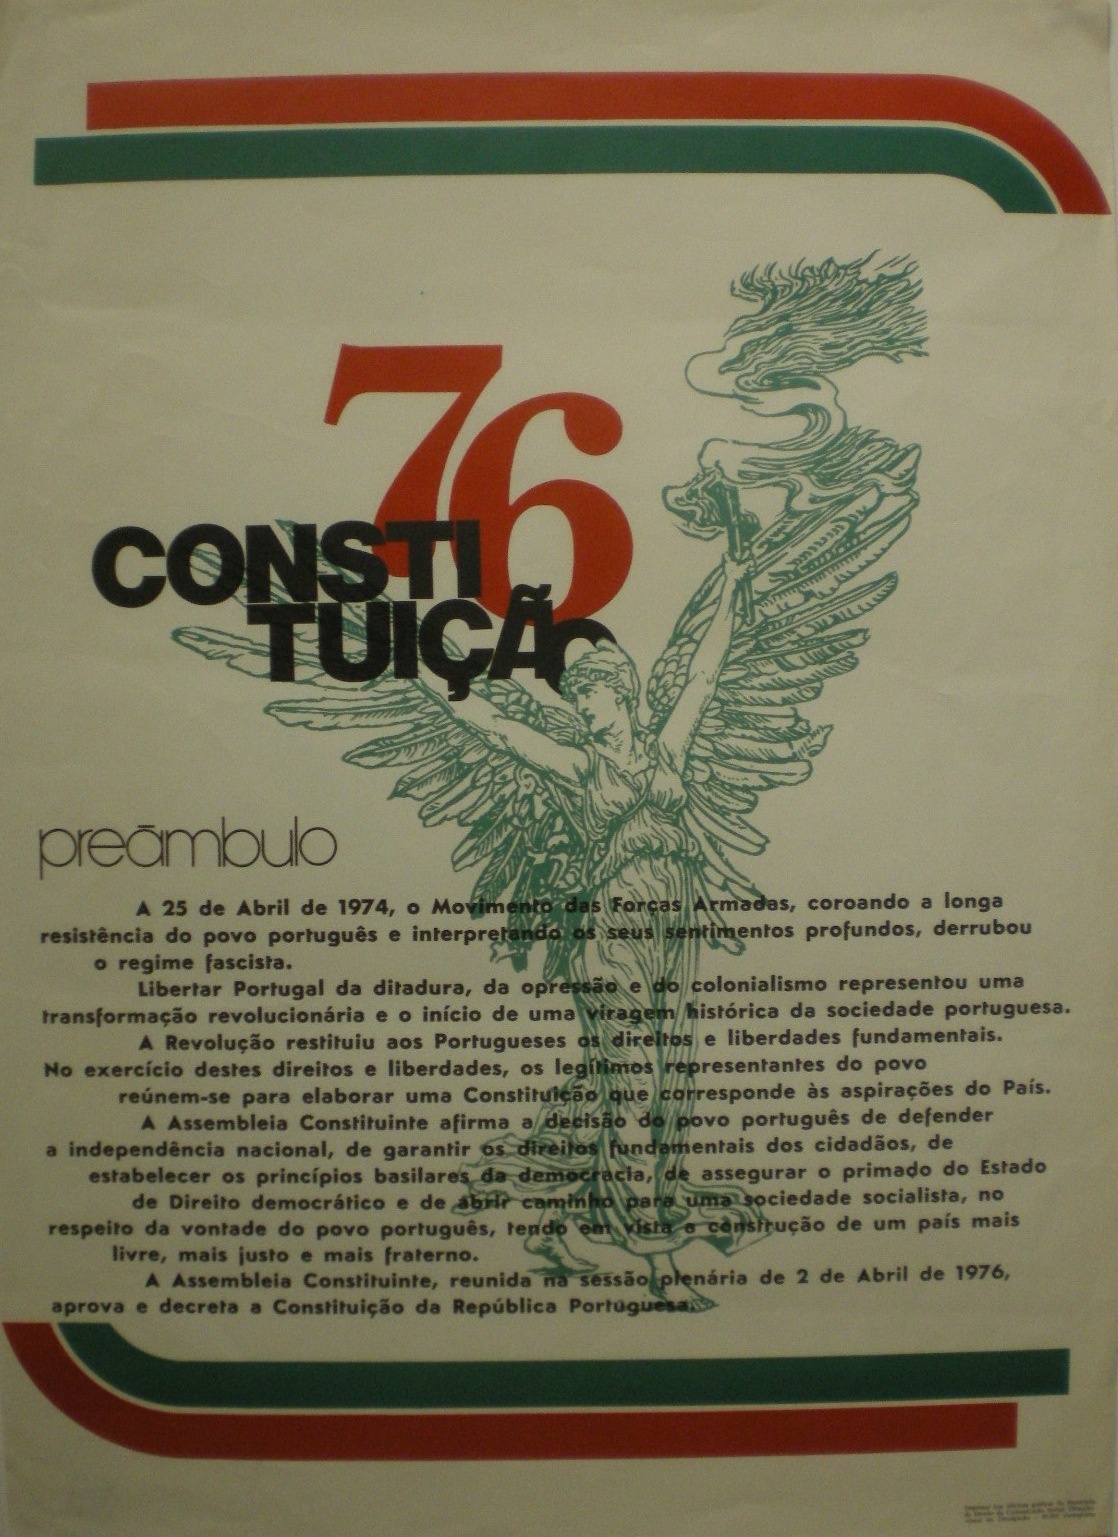 76
CONSTI
TUIÇÃO
preâmbulo
A 25 de Abril de 1974, o Movimento das Forças Armadas, coroando a longa
resistência do povo português e interpretando os seus sentimentos profundos, derrubou
o regime fascista.
Libertar Portugal da ditadura, da opressão e do colonialismo representou uma
transformação revolucionária e o início de uma viragem histórica da sociedade portuguesa.
A Revolução restituiu aos Portugueses os direitos e liberdades fundamentais.
No exercício destes direitos e liberdades, os legítimos representantes do povo
reúnem-se para elaborar uma Constituição que corresponde às aspirações do País.
A Assembleia Constituinte afirma a decisão do povo português de defender
a independência nacional, de garantir os direitos fundamentais dos cidadãos, de
estabelecer os princípios basilares da democracia, de assegurar o primado do Estado
de Direito democrático e de abrir caminho para uma sociedade socialista, no
respeito da vontade do povo português, tendo em vista a construção de um país mais
livre, mais justo e mais fraterno.
A Assembleia Constituinte, reunida na sessão plenária de 2 de Abril de 1976,
aprova e decreta a Constituição da República Portuguesa.